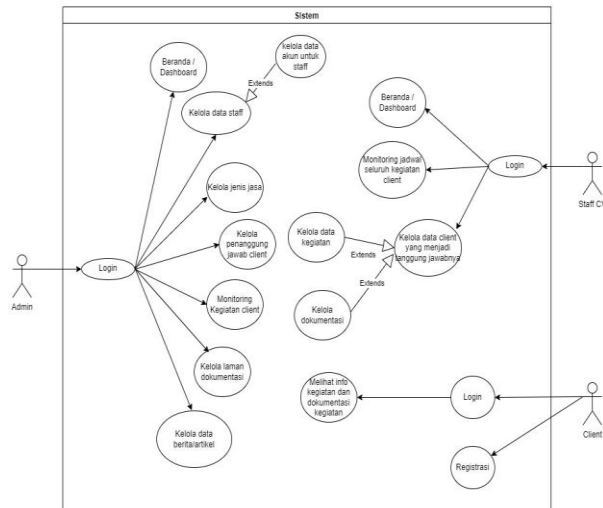 Sistem
Beranda /
Dashboard
Kelola data
akun untuk
staff
Extends
Kelola data staff
Beranda /
Dashboard
Monitoring jadwal
seluruh kegiatan
client
Login
Staff CV
Kelola jenis jasa
Kelola
penanggung
jawab client
Kelola data
kegiatan
Extends
Kelola data client
yang menjadi
tanggung jawabnya
Extends
Login
Admin
Monitoring
Kegiatan client
Kelola
dokumentasi
Kelola laman
dokumentasi
Melihat info
kegiatan dan
dokumentasi
kegiatan
Login
Client
Kelola data
berita/artikel
Registrasi